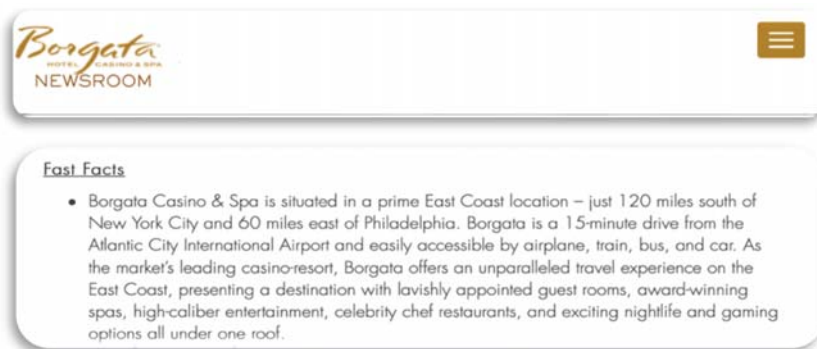 Borgata
HOTEL CASINO & SPA
NEWSROOM
Fast Facts
• Borgata Casino & Spa is situated in a prime East Coast location – just 120 miles south of
New York City and 60 miles east of Philadelphia. Borgata is a 15-minute drive from the
Atlantic City International Airport and easily accessible by airplane, train, bus, and car. As
the market's leading casino-resort, Borgata offers an unparalleled travel experience on the
East Coast, presenting a destination with lavishly appointed guest rooms, award-winning
spas, high-caliber entertainment, celebrity chef restaurants, and exciting nightlife and gaming
options all under one roof.